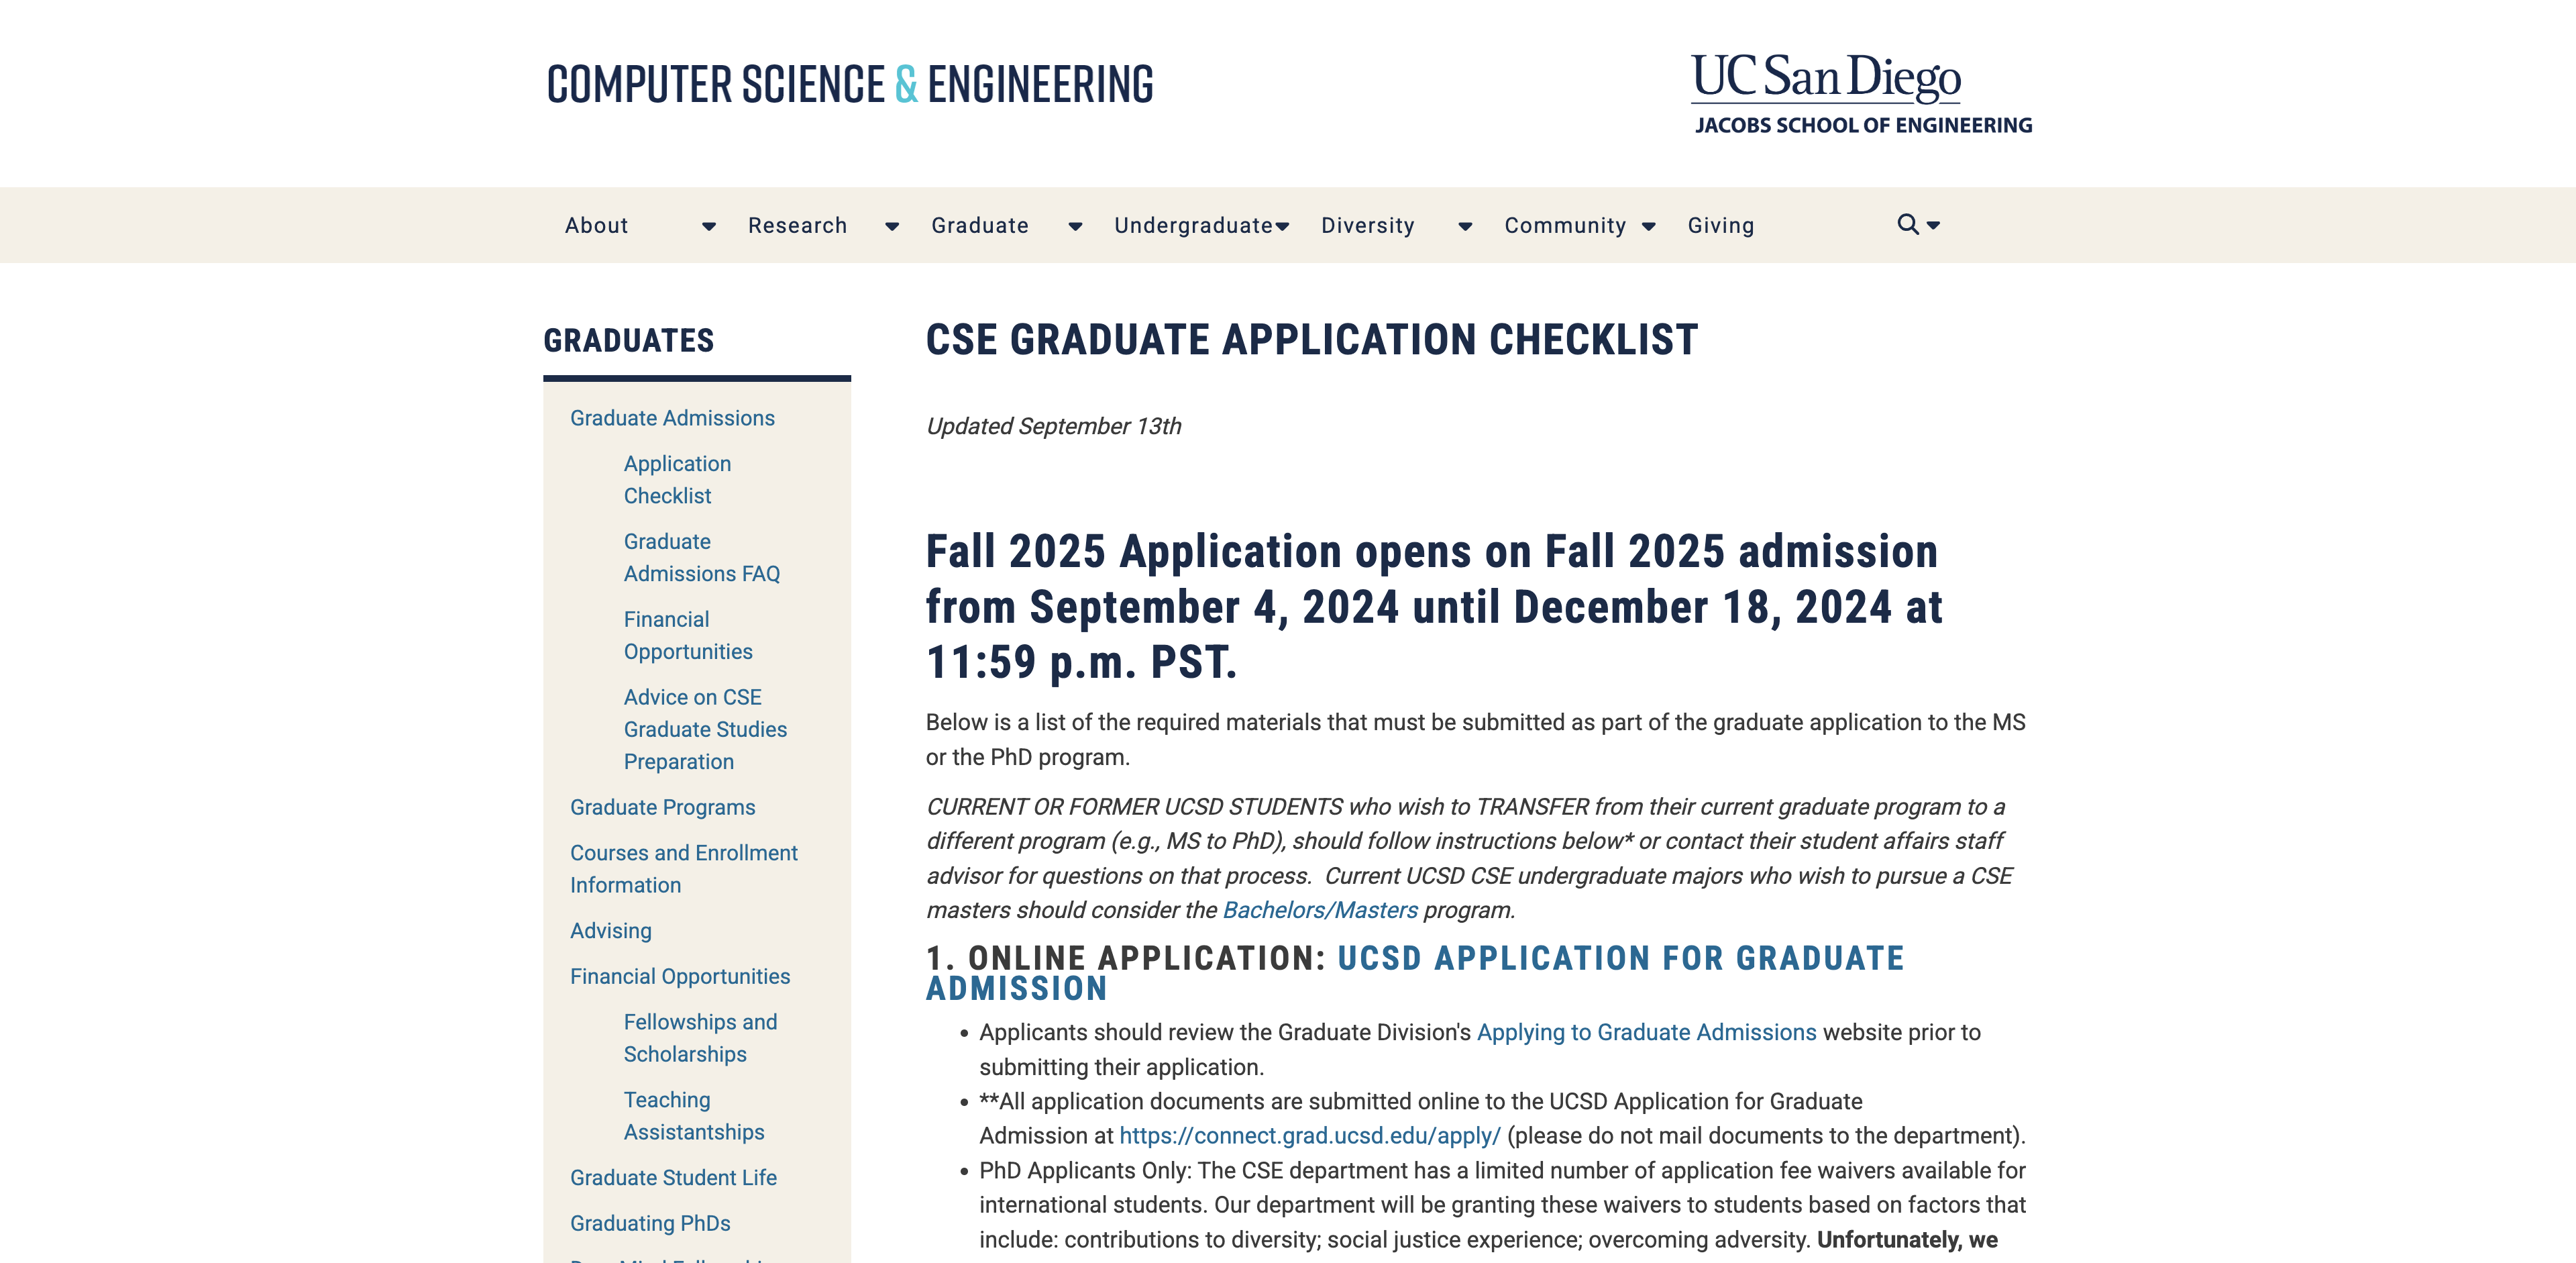 COMPUTER SCIENCE & ENGINEERING
UC San Diego
JACOBS SCHOOL OF ENGINEERING
About Research Graduate Undergraduate Diversity Community Giving
GRADUATES
Graduate Admissions
Application
Checklist
Graduate
Admissions FAQ
Financial
Opportunities
Advice on CSE
Graduate Studies
Preparation
Graduate Programs
Courses and Enrollment
Information
Advising
Financial Opportunities
Fellowships and
Scholarships
Teaching
Assistantships
Graduate Student Life
Graduating PhDs
CSE GRADUATE APPLICATION CHECKLIST
Updated September 13th
Fall 2025 Application opens on Fall 2025 admission
from September 4, 2024 until December 18, 2024 at
11:59 p.m. PST.
Below is a list of the required materials that must be submitted as part of the graduate application to the MS
or the PhD program.
CURRENT OR FORMER UCSD STUDENTS who wish to TRANSFER from their current graduate program to a
different program (e.g., MS to PhD), should follow instructions below* or contact their student affairs staff
advisor for questions on that process.  Current UCSD CSE undergraduate majors who wish to pursue a CSE
masters should consider the Bachelors/Masters program.
1. ONLINE APPLICATION: UCSD APPLICATION FOR GRADUATE
ADMISSION
• Applicants should review the Graduate Division's Applying to Graduate Admissions website prior to
submitting their application.
• **All application documents are submitted online to the UCSD Application for Graduate
Admission at https://connect.grad.ucsd.edu/apply/ (please do not mail documents to the department).
• PhD Applicants Only: The CSE department has a limited number of application fee waivers available for
international students. Our department will be granting these waivers to students based on factors that
include: contributions to diversity; social justice experience; overcoming adversity. Unfortunately, we